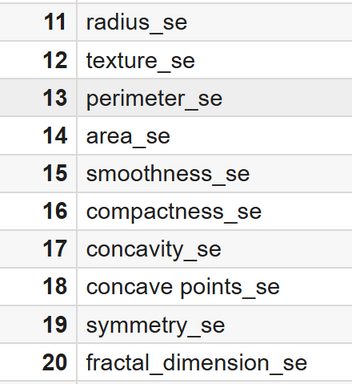 11 radius_se
12 texture_se
13 perimeter_se
14 area_se
15 smoothness_se
16 compactness_se
17 concavity_se
18 concave points_se
19 symmetry_se
20 fractal_dimension_se